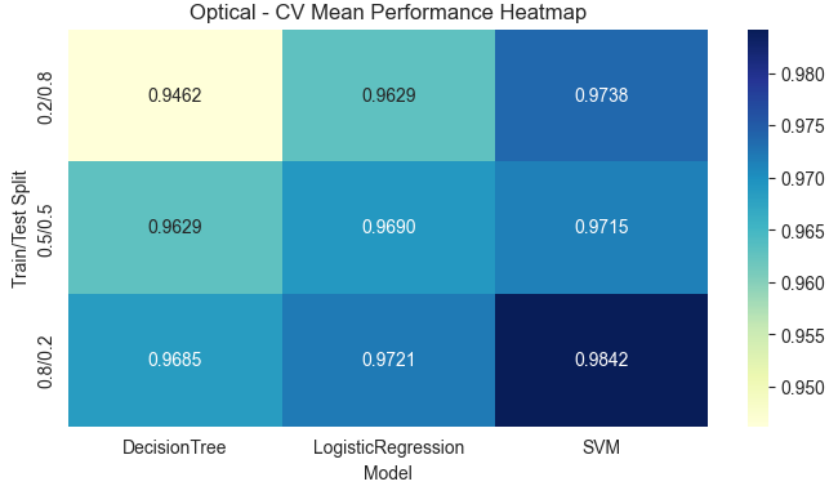 Optical - CV Mean Performance Heatmap
Train/Test Split
0.2/0.8
0.9462 0.9629 0.9738
0.5/0.5
0.9629 0.9690 0.9715
0.8/0.2
0.9685 0.9721 0.9842
DecisionTree LogisticRegression SVM
Model
0.980
0.975
0.970
0.965
0.960
0.955
0.950